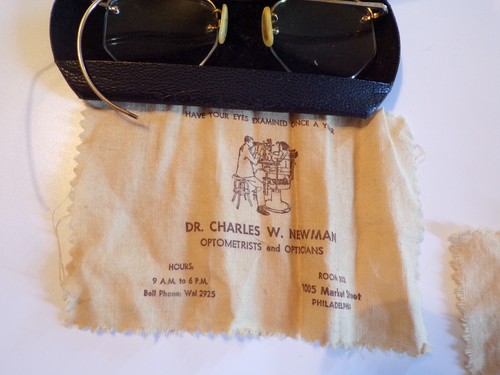 HAVE YOUR EYES EXAMINED ONCE A
DR. CHARLES W. NEWMAN
OPTOMETRISTS and OPTICIANS
HOURS:
9 A.M. to 6 P.M.
Bell Phone: Wal 2925
ROOM
1005 Market Street
PHILADELPHIA